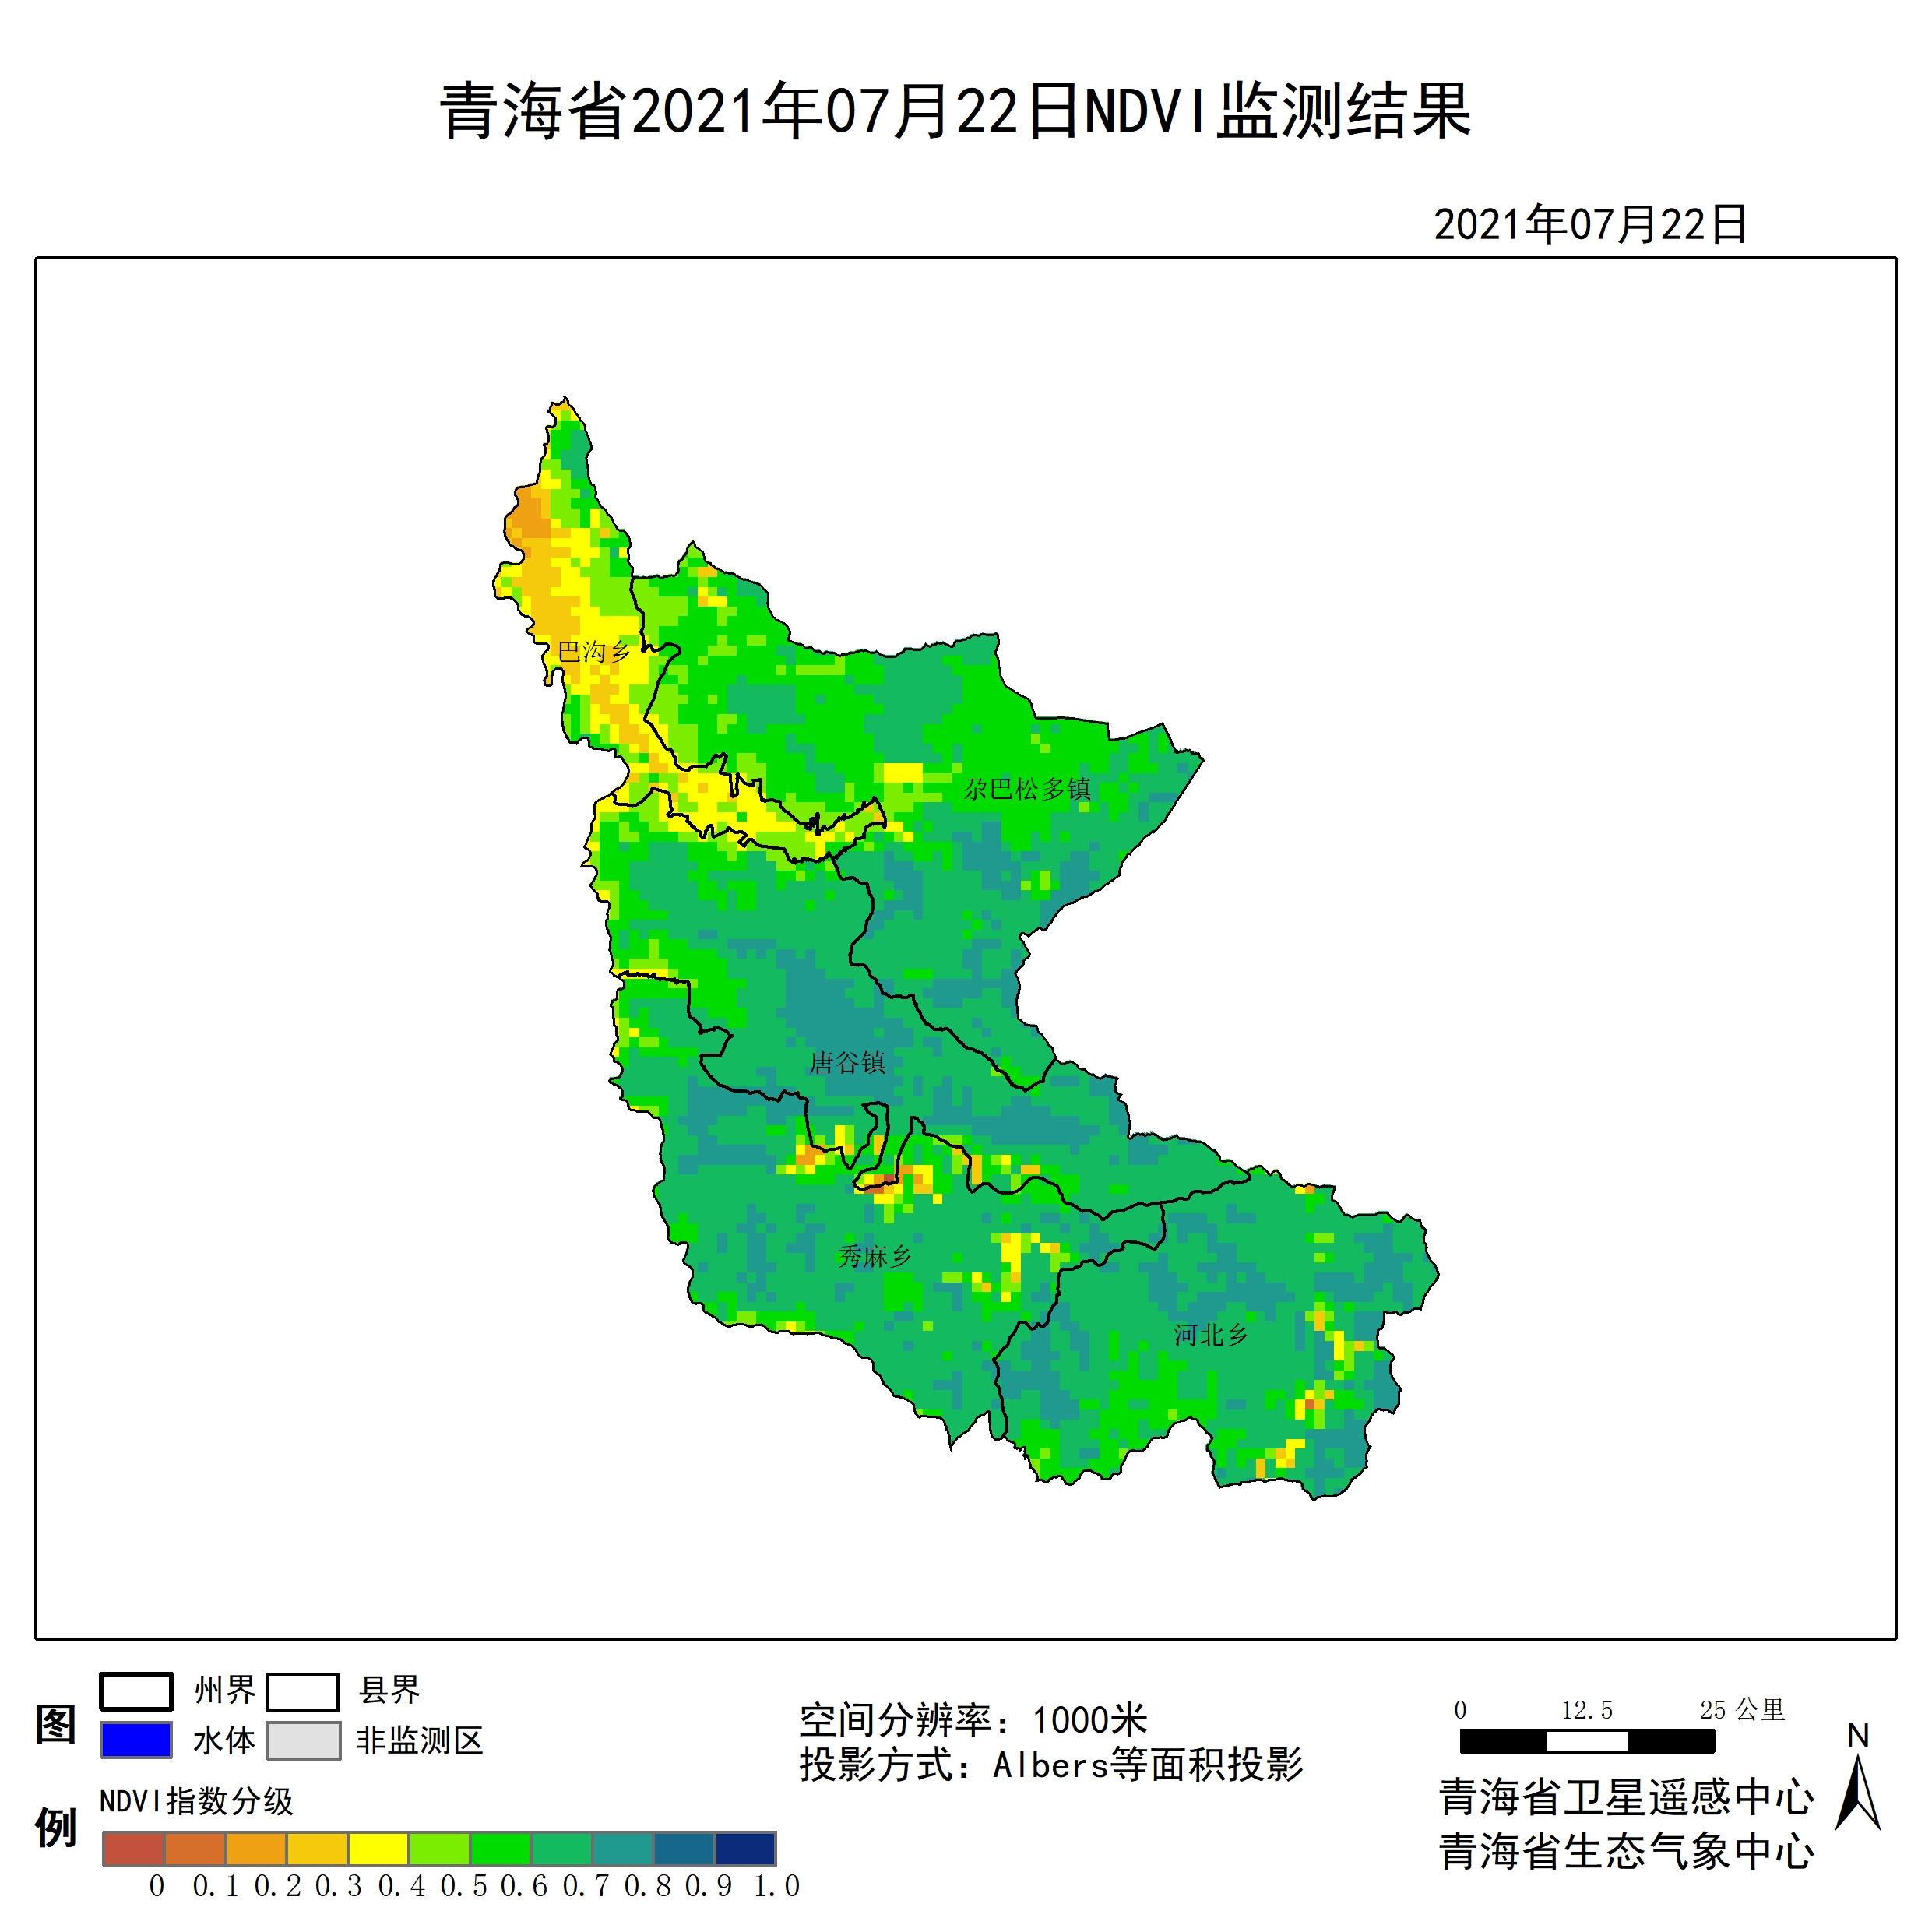 青海省2021年07月22日NDVI监测结果
2021年07月22日
巴沟乡
尕巴松多镇
唐谷镇
秀麻乡
河北乡
图例
州界 县界
水体 非监测区
NDVI指数分级
0 0.1 0.2 0.3 0.4 0.5 0.6 0.7 0.8 0.9 1.0
空间分辨率：1000米
投影方式：Albers等面积投影
0 12.5 25 公里
N
青海省卫星遥感中心
青海省生态气象中心